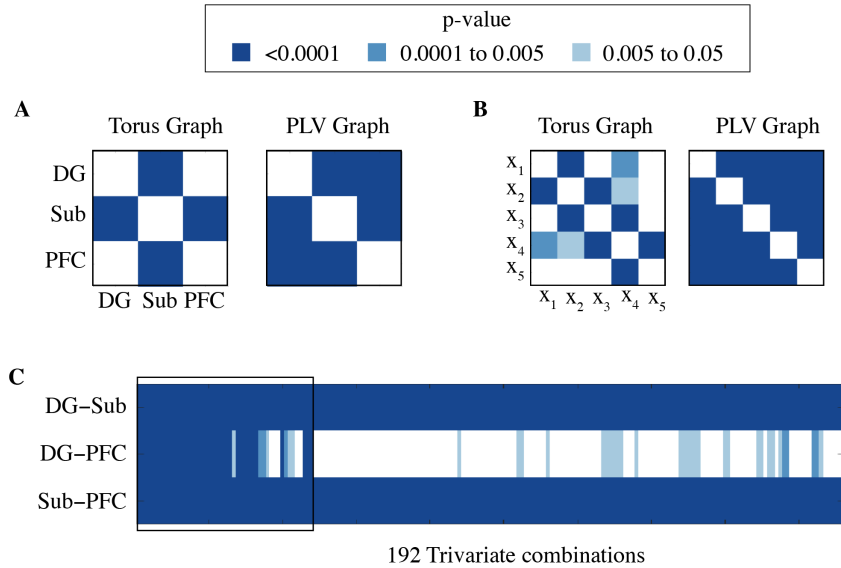 p-value
<0.0001 0.0001 to 0.005 0.005 to 0.05
A
Torus Graph PLV Graph
DG
Sub
PFC
DG Sub PFC
B
Torus Graph PLV Graph
x1
x2
x3
x4
x5
x1 x2 x3 x4 x5
C
DG−Sub
DG−PFC
Sub−PFC
192 Trivariate combinations